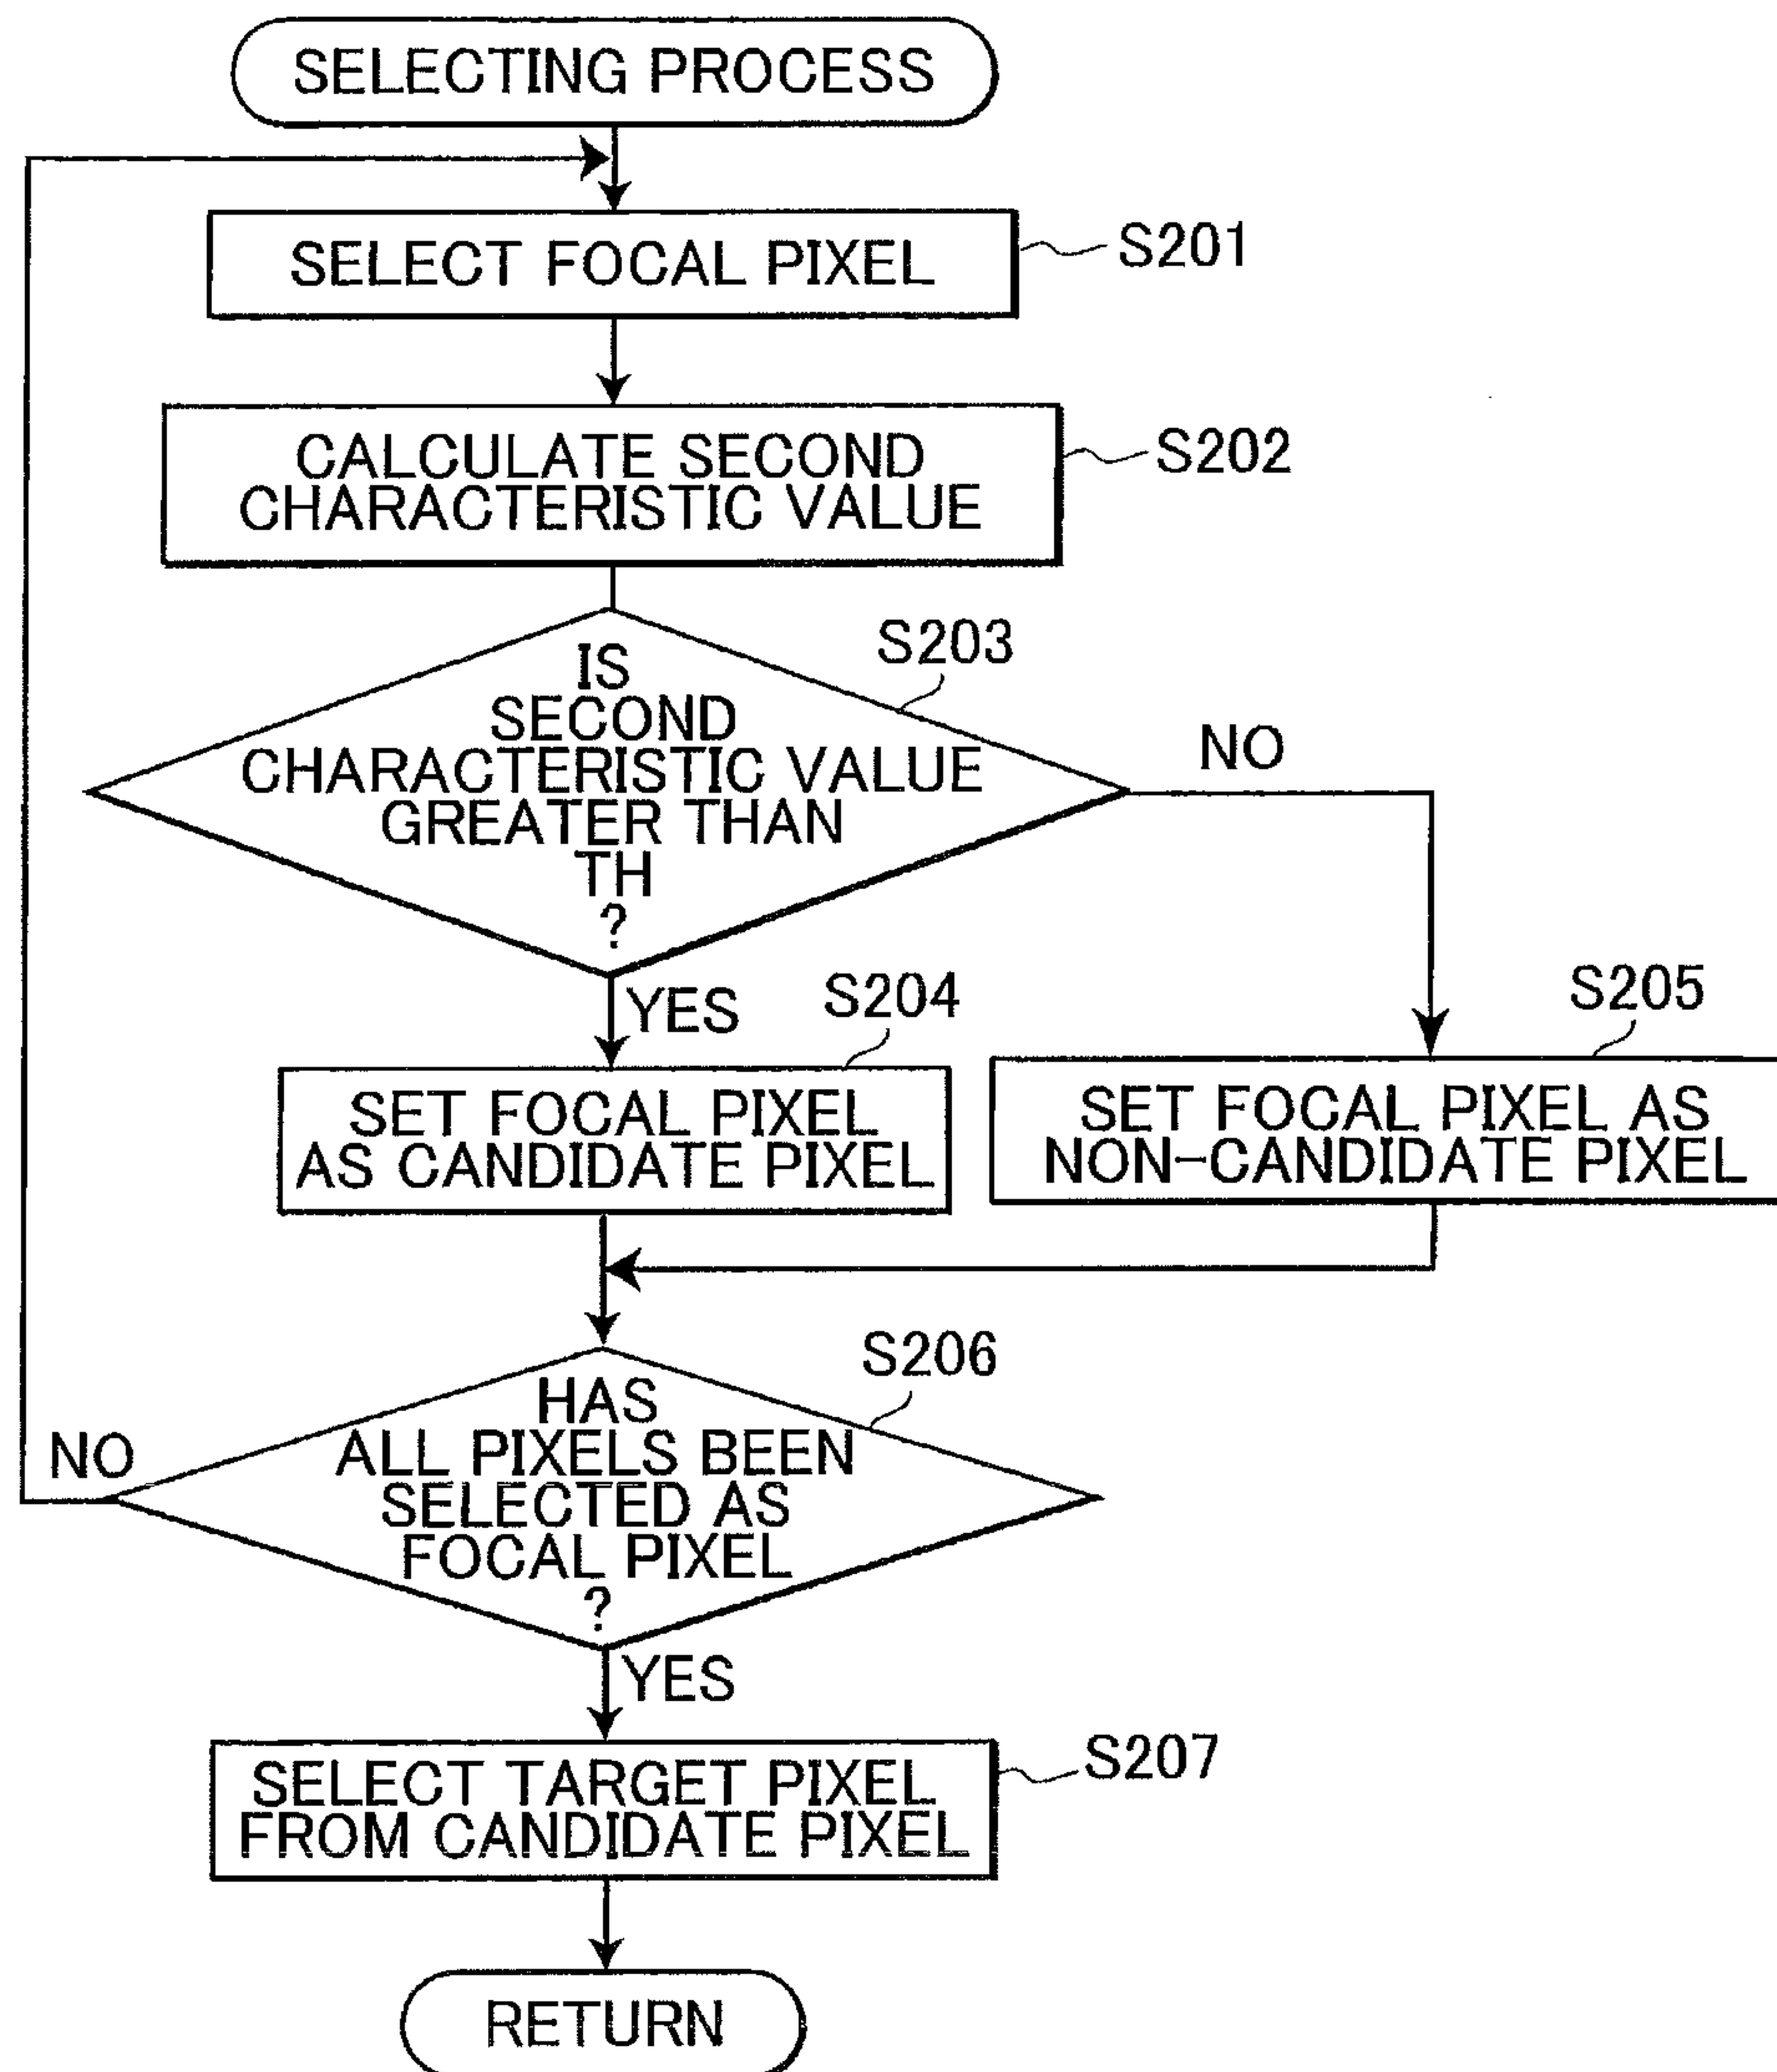 SELECTING PROCESS
SELECT FOCAL PIXEL
S201
CALCULATE SECOND
CHARACTERISTIC VALUE
S202
IS
SECOND
CHARACTERISTIC VALUE
GREATER THAN
TH
?
S203
NO
YES
S204
SET FOCAL PIXEL
AS CANDIDATE PIXEL
S205
SET FOCAL PIXEL AS
NON-CANDIDATE PIXEL
S206
HAS
ALL PIXELS BEEN
SELECTED AS
FOCAL PIXEL
?
NO
YES
SELECT TARGET PIXEL
FROM CANDIDATE PIXEL
S207
RETURN